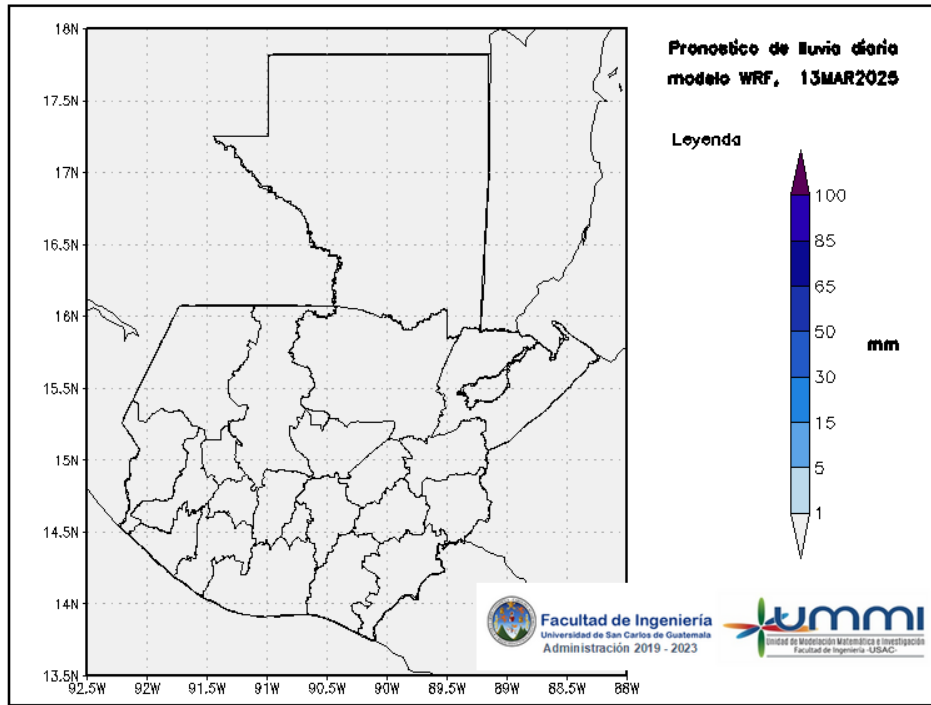 Pronostico de lluvia diaria
modelo WRF, 13MAR2025
Leyenda
100
85
65
50
mm
30
15
5
1
18N
17.5N
17N
16.5N
16N
15.5N
15N
14.5N
14N
13.5N
92.5W
92W
91.5W
91W
90.5W
90W
89.5W
89W
88.5W
88W
Facultad de Ingeniería
Universidad de San Carlos de Guatemala
Administración 2019 - 2023
ummi
Unidad de Modelación Matemática e Investigación
Facultad de Ingeniería -USAC-